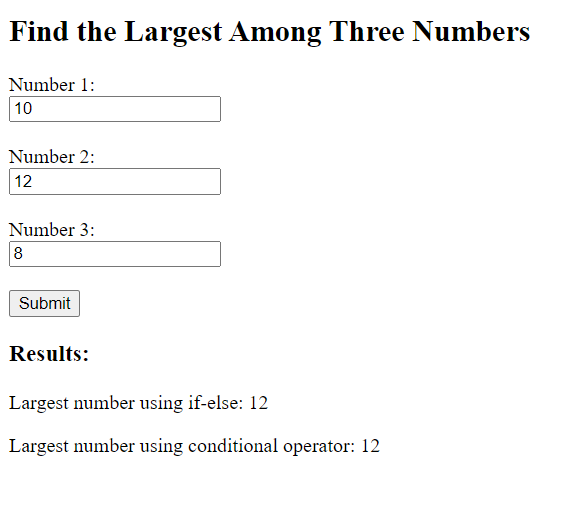 Find the Largest Among Three Numbers
Number 1:
10
Number 2:
12
Number 3:
8
Submit
Results:
Largest number using if-else: 12
Largest number using conditional operator: 12